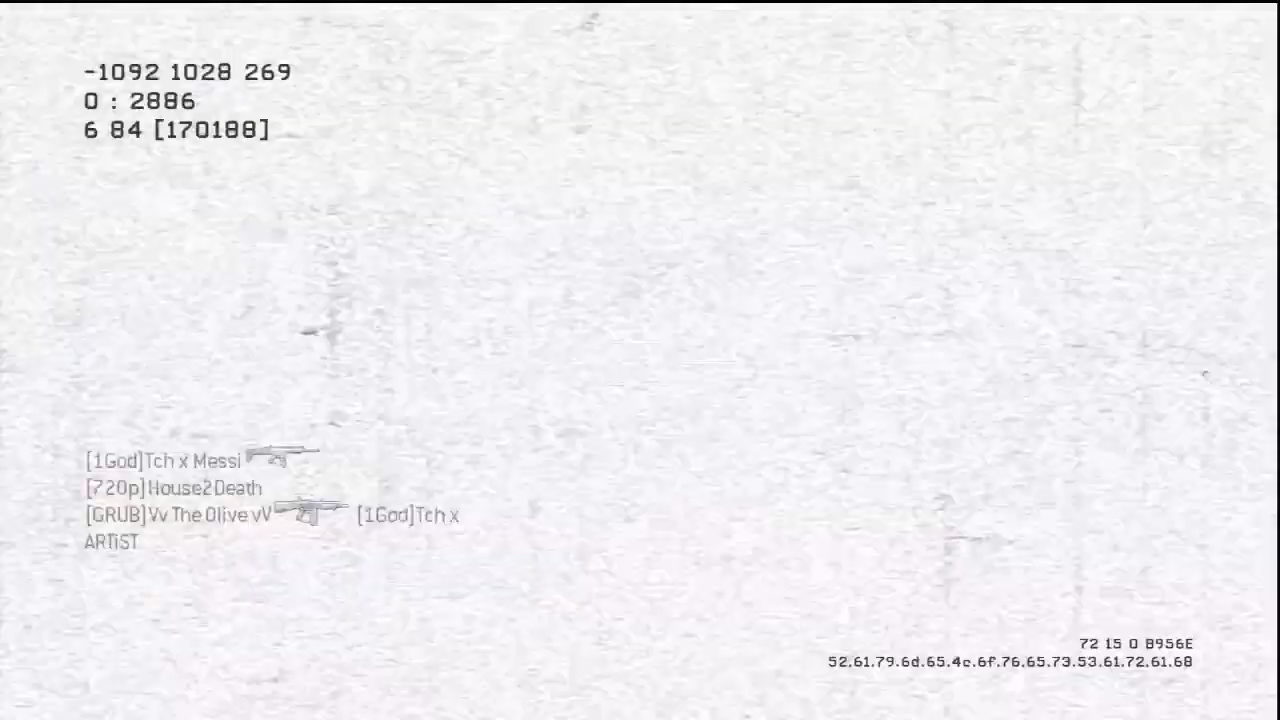 -1092 1028 269
0 : 2886
6 84 [170188]
[1God]Tch x Messi
[720p]House2Death
[GRUB]Vv The Olive vV [1God]Tch x
ARTiST
72 15 0 B956E
52.61.79.6d.65.4c.6f.76.65.73.53.61.72.61.68